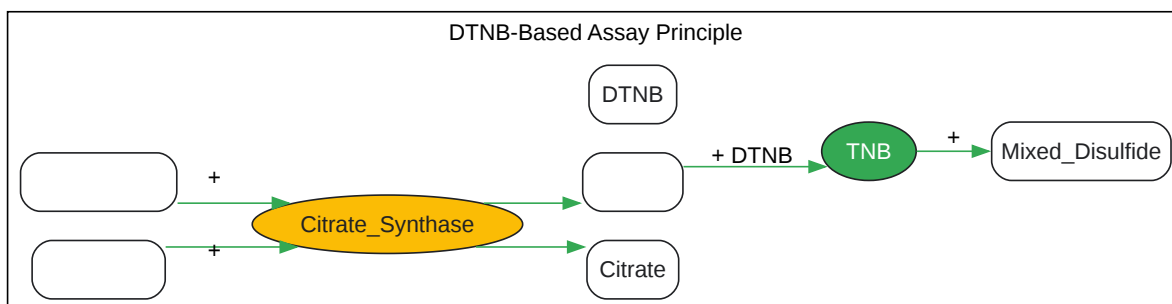 DTNB-Based Assay Principle
DTNB
+
+ DTNB
TNB
+
Mixed_Disulfide
Citrate_Synthase
+
Citrate